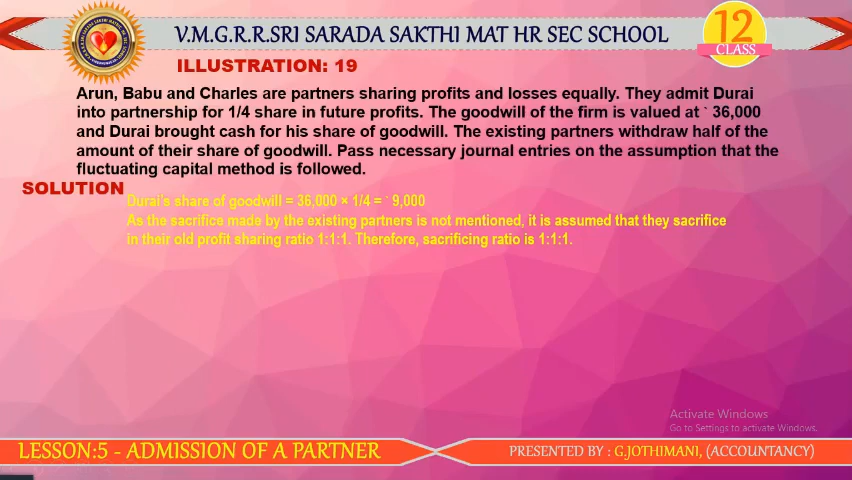 V.M.G.R.R.SRI SARADA SAKTHI MAT HR SEC SCHOOL
12
CLASS
ILLUSTRATION: 19
Arun, Babu and Charles are partners sharing profits and losses equally. They admit Durai
into partnership for 1/4 share in future profits. The goodwill of the firm is valued at ` 36,000
and Durai brought cash for his share of goodwill. The existing partners withdraw half of the
amount of their share of goodwill. Pass necessary journal entries on the assumption that the
fluctuating capital method is followed.
SOLUTION
Durai's share of goodwill = 36,000 × 1/4 = ` 9,000
As the sacrifice made by the existing partners is not mentioned, it is assumed that they sacrifice
in their old profit sharing ratio 1:1:1. Therefore, sacrificing ratio is 1:1:1.
Activate Windows
Go to Settings to activate Windows.
LESSON:5 - ADMISSION OF A PARTNER
PRESENTED BY : G.JOTHIMANI, (ACCOUNTANCY)